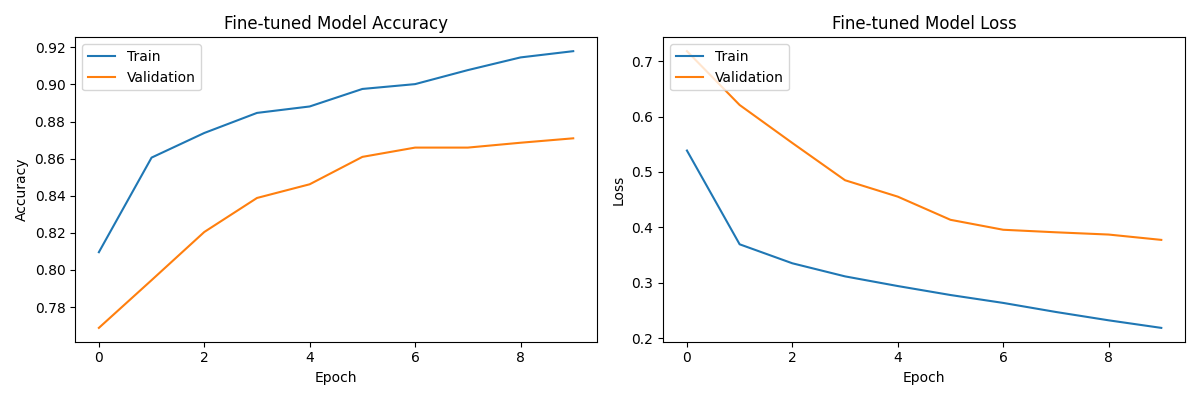 Fine-tuned Model Accuracy
Train
Validation
0.92
0.90
0.88
0.86
0.84
0.82
0.80
0.78
Accuracy
0 2 4 6 8
Epoch
Fine-tuned Model Loss
Train
Validation
0.7
0.6
0.5
0.4
0.3
0.2
Loss
0 2 4 6 8
Epoch